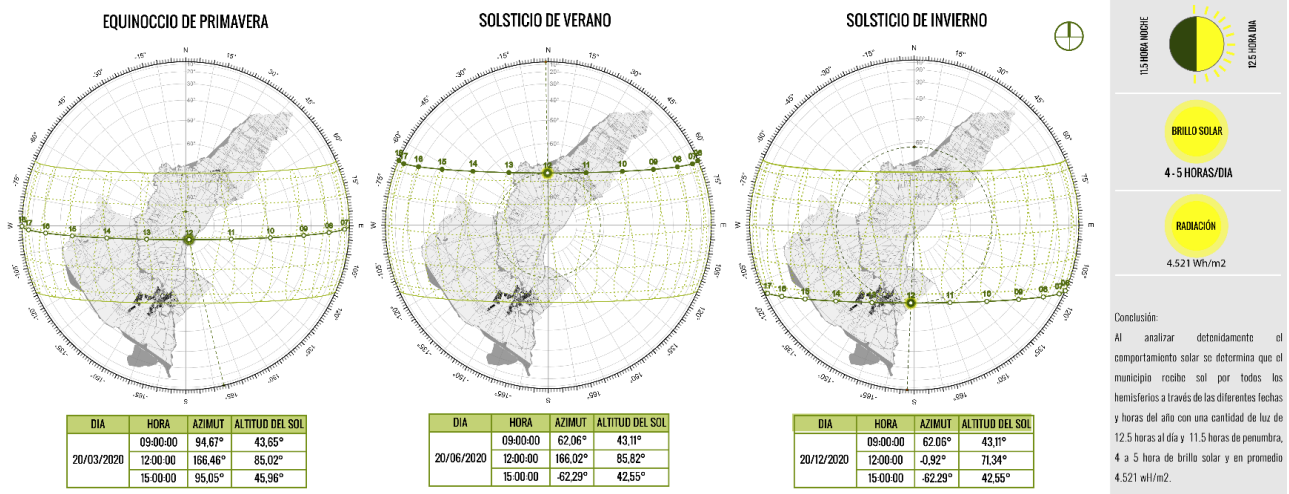 EQUINOCCIO DE PRIMAVERA
SOLSTICIO DE VERANO
SOLSTICIO DE INVIERNO
DIA HORA AZIMUT ALTITUD DEL SOL
20/03/2020
09:00:00 94,67° 43,65°
12:00:00 166,46° 85,02°
15:00:00 95,05° 45,96°
DIA HORA AZIMUT ALTITUD DEL SOL
20/06/2020
09:00:00 62,06° 43,11°
12:00:00 166,02° 85,82°
15:00:00 -62,29° 42,55°
DIA HORA AZIMUT ALTITUD DEL SOL
20/12/2020
09:00:00 62.06° 43,11°
12:00:00 -0,92° 71,34°
15:00:00 -62.29° 42,55°
11.5 HORA NOCHE
12.5 HORA DIA
BRILLO SOLAR
4 - 5 HORAS/DIA
RADIACIÓN
4.521 Wh/m2
Conclusión:
Al analizar detenidamente el
comportamiento solar se determina que el
municipio recibe sol por todos los
hemisferios a través de las diferentes fechas
y horas del año con una cantidad de luz de
12.5 horas al día y 11.5 horas de penumbra,
4 a 5 hora de brillo solar y en promedio
4.521 wH/m2.